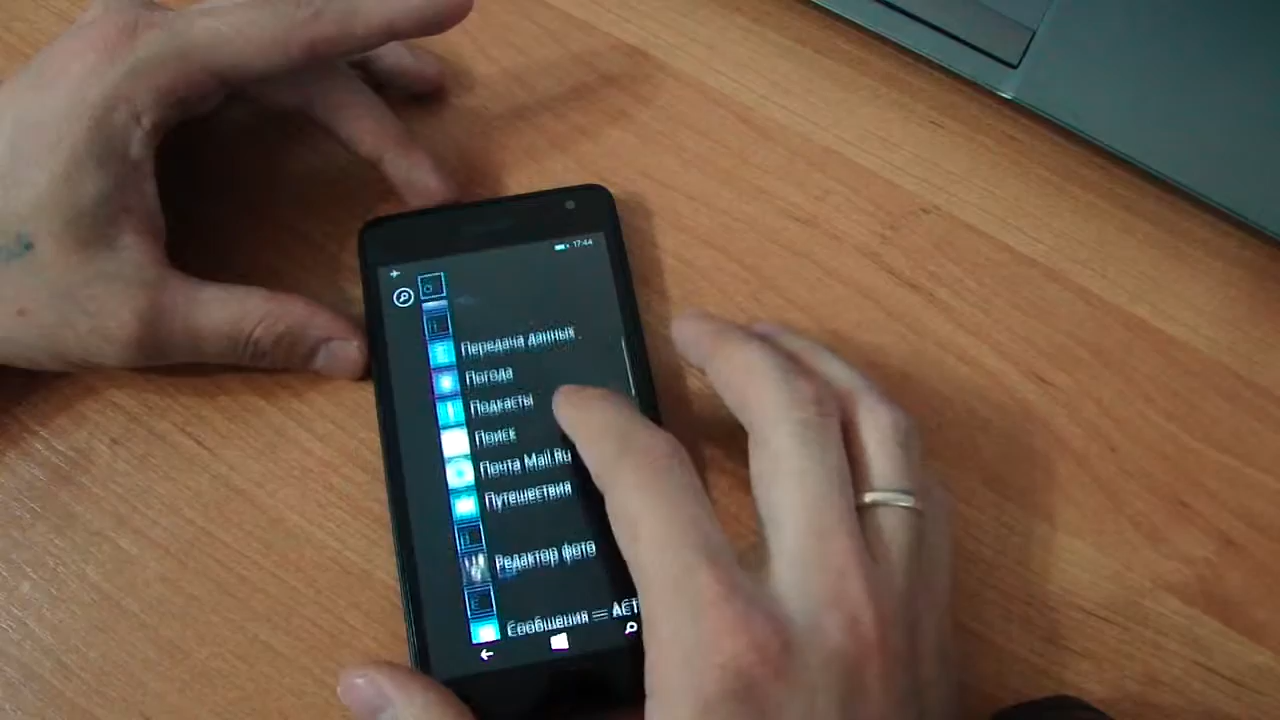 17:44
Передача данных
Погода
Подкасты
Поиск
Почта Mail.Ru
Путешествия
Редактор фото
Сообщения